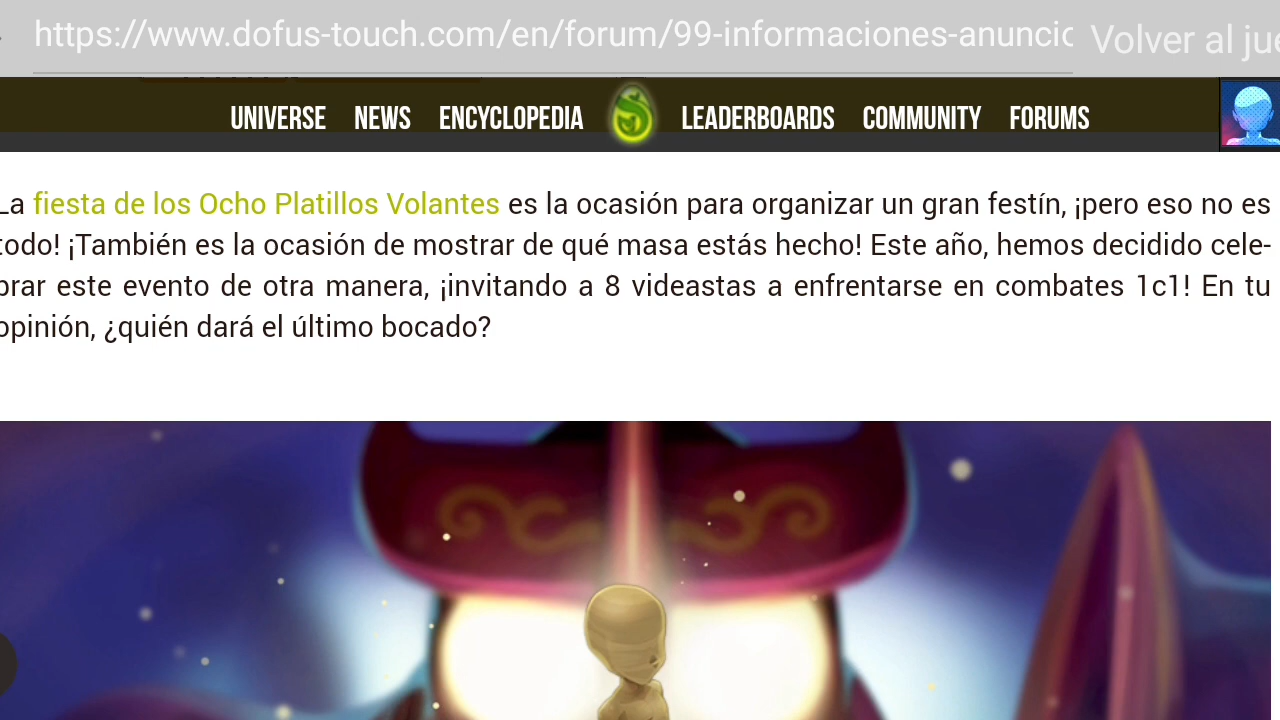 https://www.dofus-touch.com/en/forum/99-informaciones-anuncio
Volver al jue
UNIVERSE NEWS ENCYCLOPEDIA LEADERBOARDS COMMUNITY FORUMS
La fiesta de los Ocho Platillos Volantes es la ocasión para organizar un gran festín, ¡pero eso no es
todo! ¡También es la ocasión de mostrar de qué masa estás hecho! Este año, hemos decidido cele-
brar este evento de otra manera, ¡invitando a 8 videastas a enfrentarse en combates 1c1! En tu
opinión, ¿quién dará el último bocado?